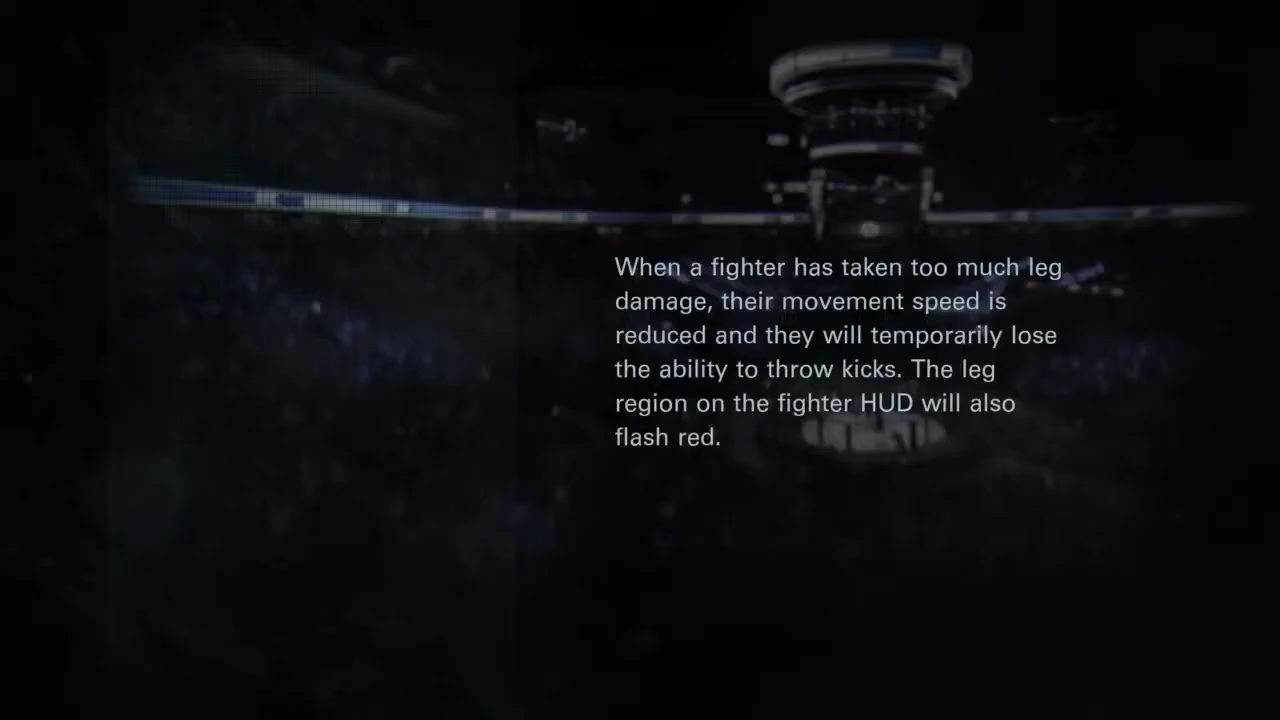 When a fighter has taken too much leg
damage, their movement speed is
reduced and they will temporarily lose
the ability to throw kicks. The leg
region on the fighter HUD will also
flash red.